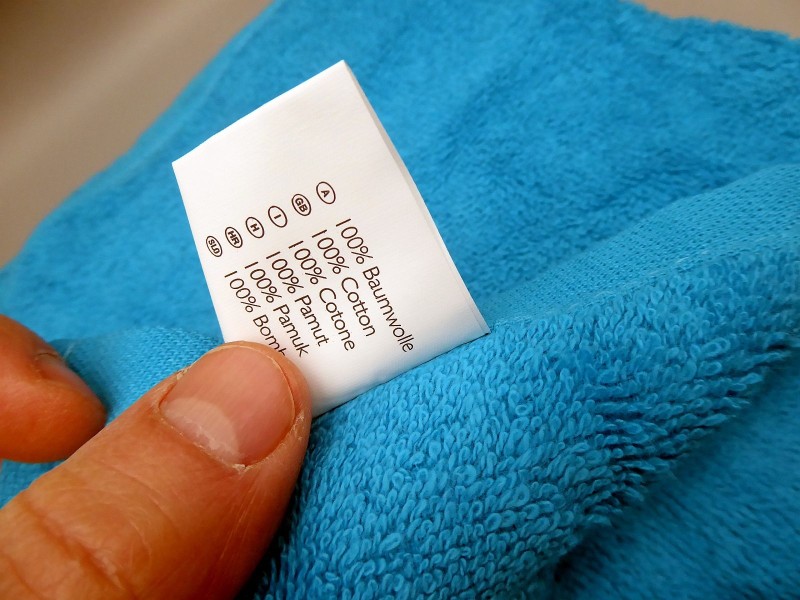 A 100% Baumwolle
GB 100% Cotton
I 100% Cotone
H 100% Pamut
HR 100% Pamuk
SLO 100% Bomb